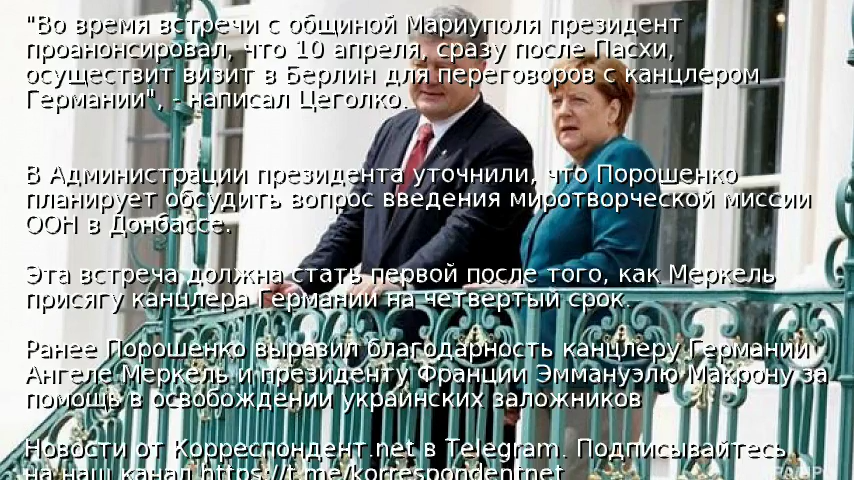 "Во время встречи с общиной Мариуполя президент
проанонсировал, что 10 апреля, сразу после Пасхи,
осуществит визит в Берлин для переговоров с канцлером
Германии", - написал Цеголко.
В Администрации президента уточнили, что Порошенко
планирует обсудить вопрос введения миротворческой миссии
ООН в Донбассе.
Эта встреча должна стать первой после того, как Меркель
присягу канцлера Германии на четвертый срок.
Ранее Порошенко выразил благодарность канцлеру Германии
Ангеле Меркель и президенту Франции Эммануэлю Макрону за
помощь в освобождении украинских заложников
Новости от Корреспондент.net в Telegram. Подписывайтесь
на наш канал https://t.me/korrespondentnet